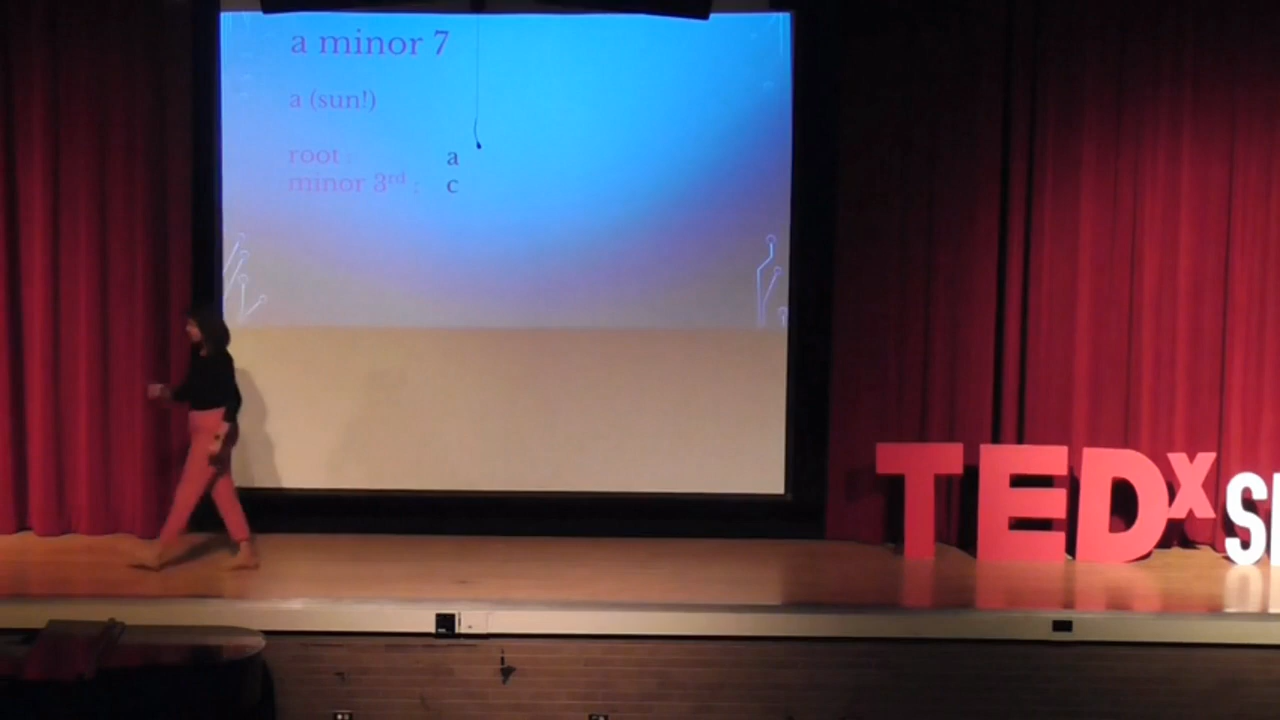 a minor 7
a (sun!)
root : a
minor 3rd : c
TEDx